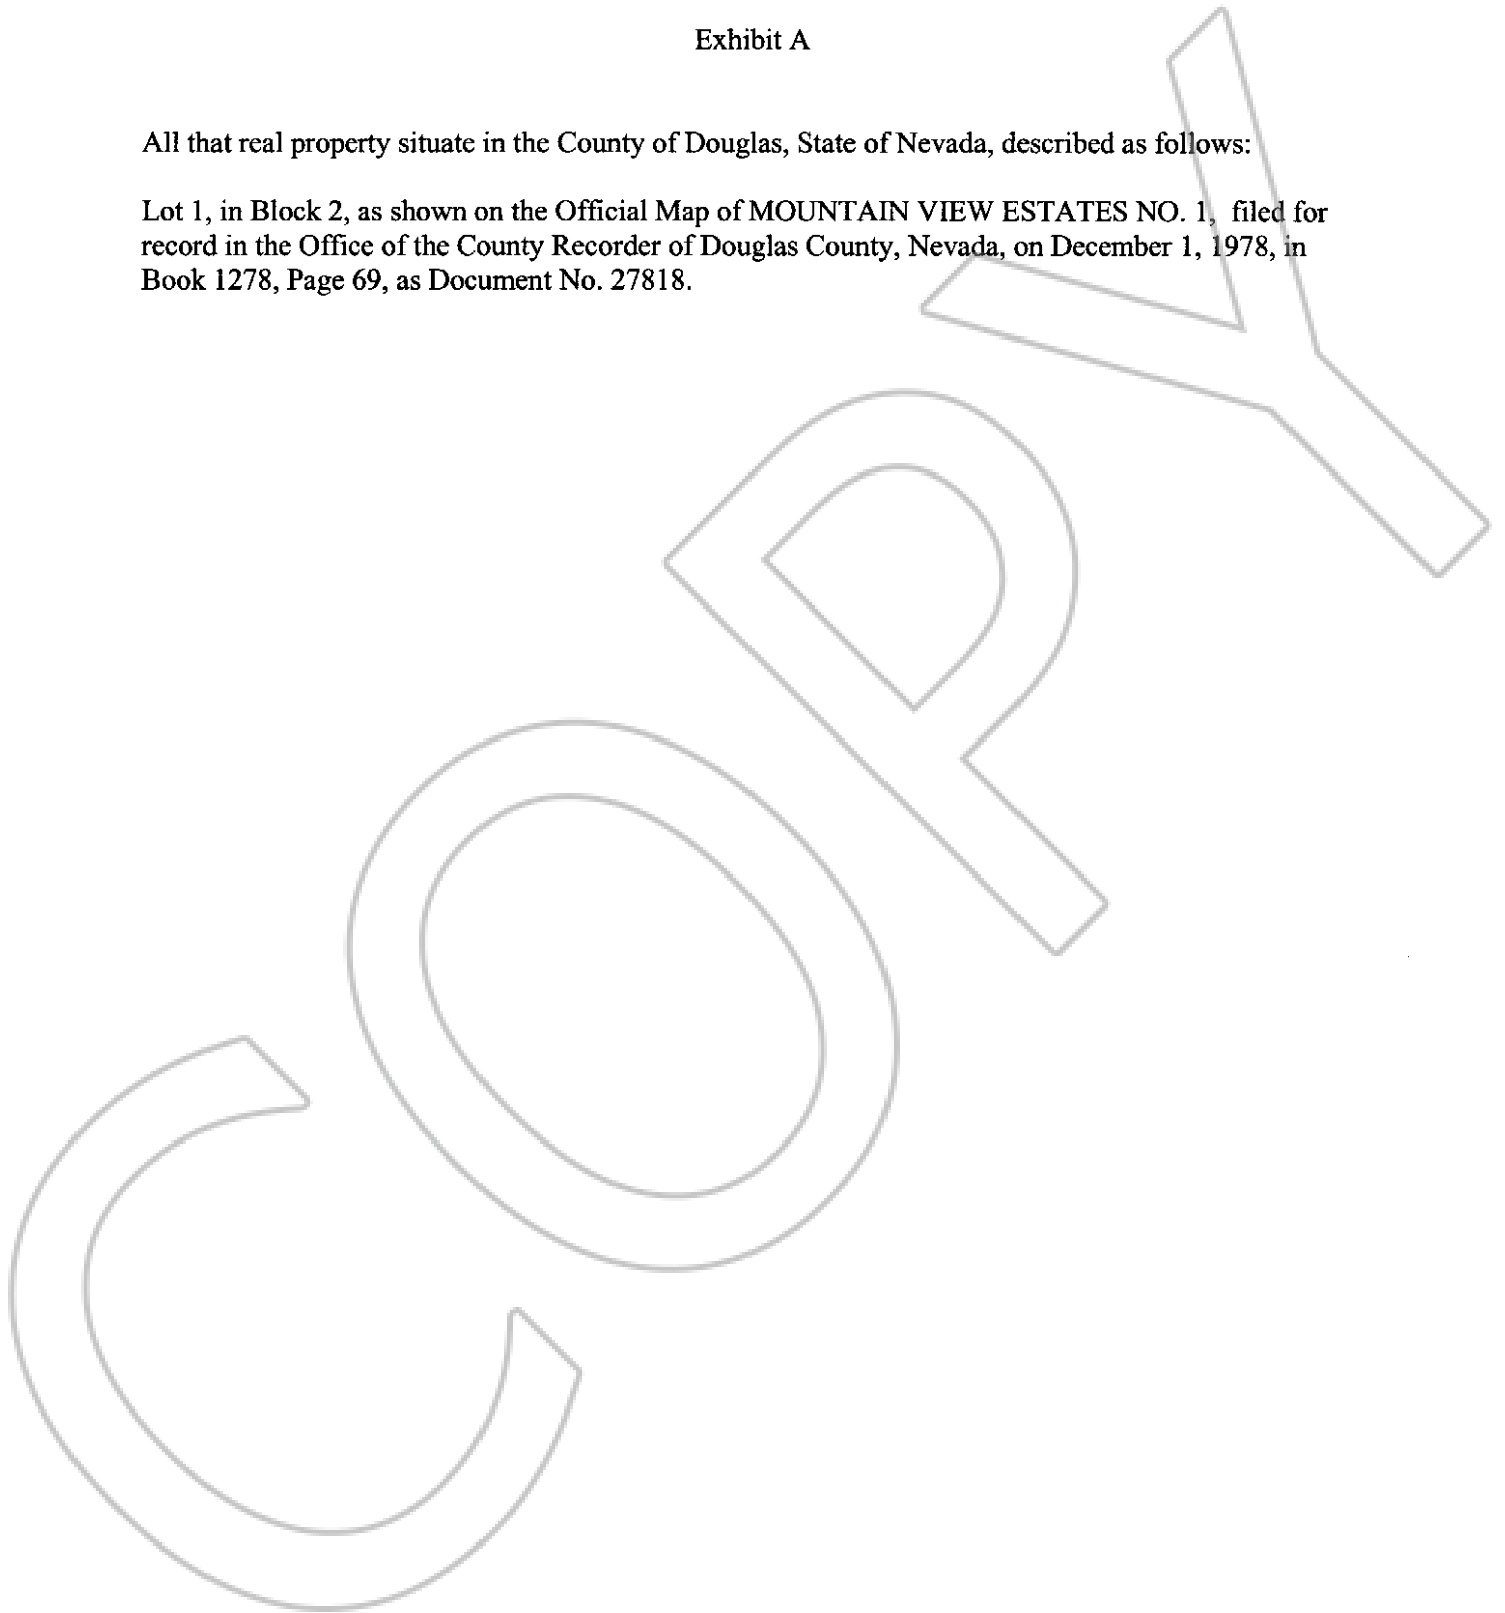 Exhibit A
All that real property situate in the County of Douglas, State of Nevada, described as follows:
Lot 1, in Block 2, as shown on the Official Map of MOUNTAIN VIEW ESTATES NO. 1, filed for
record in the Office of the County Recorder of Douglas County, Nevada, on December 1, 1978, in
Book 1278, Page 69, as Document No. 27818.
COPY